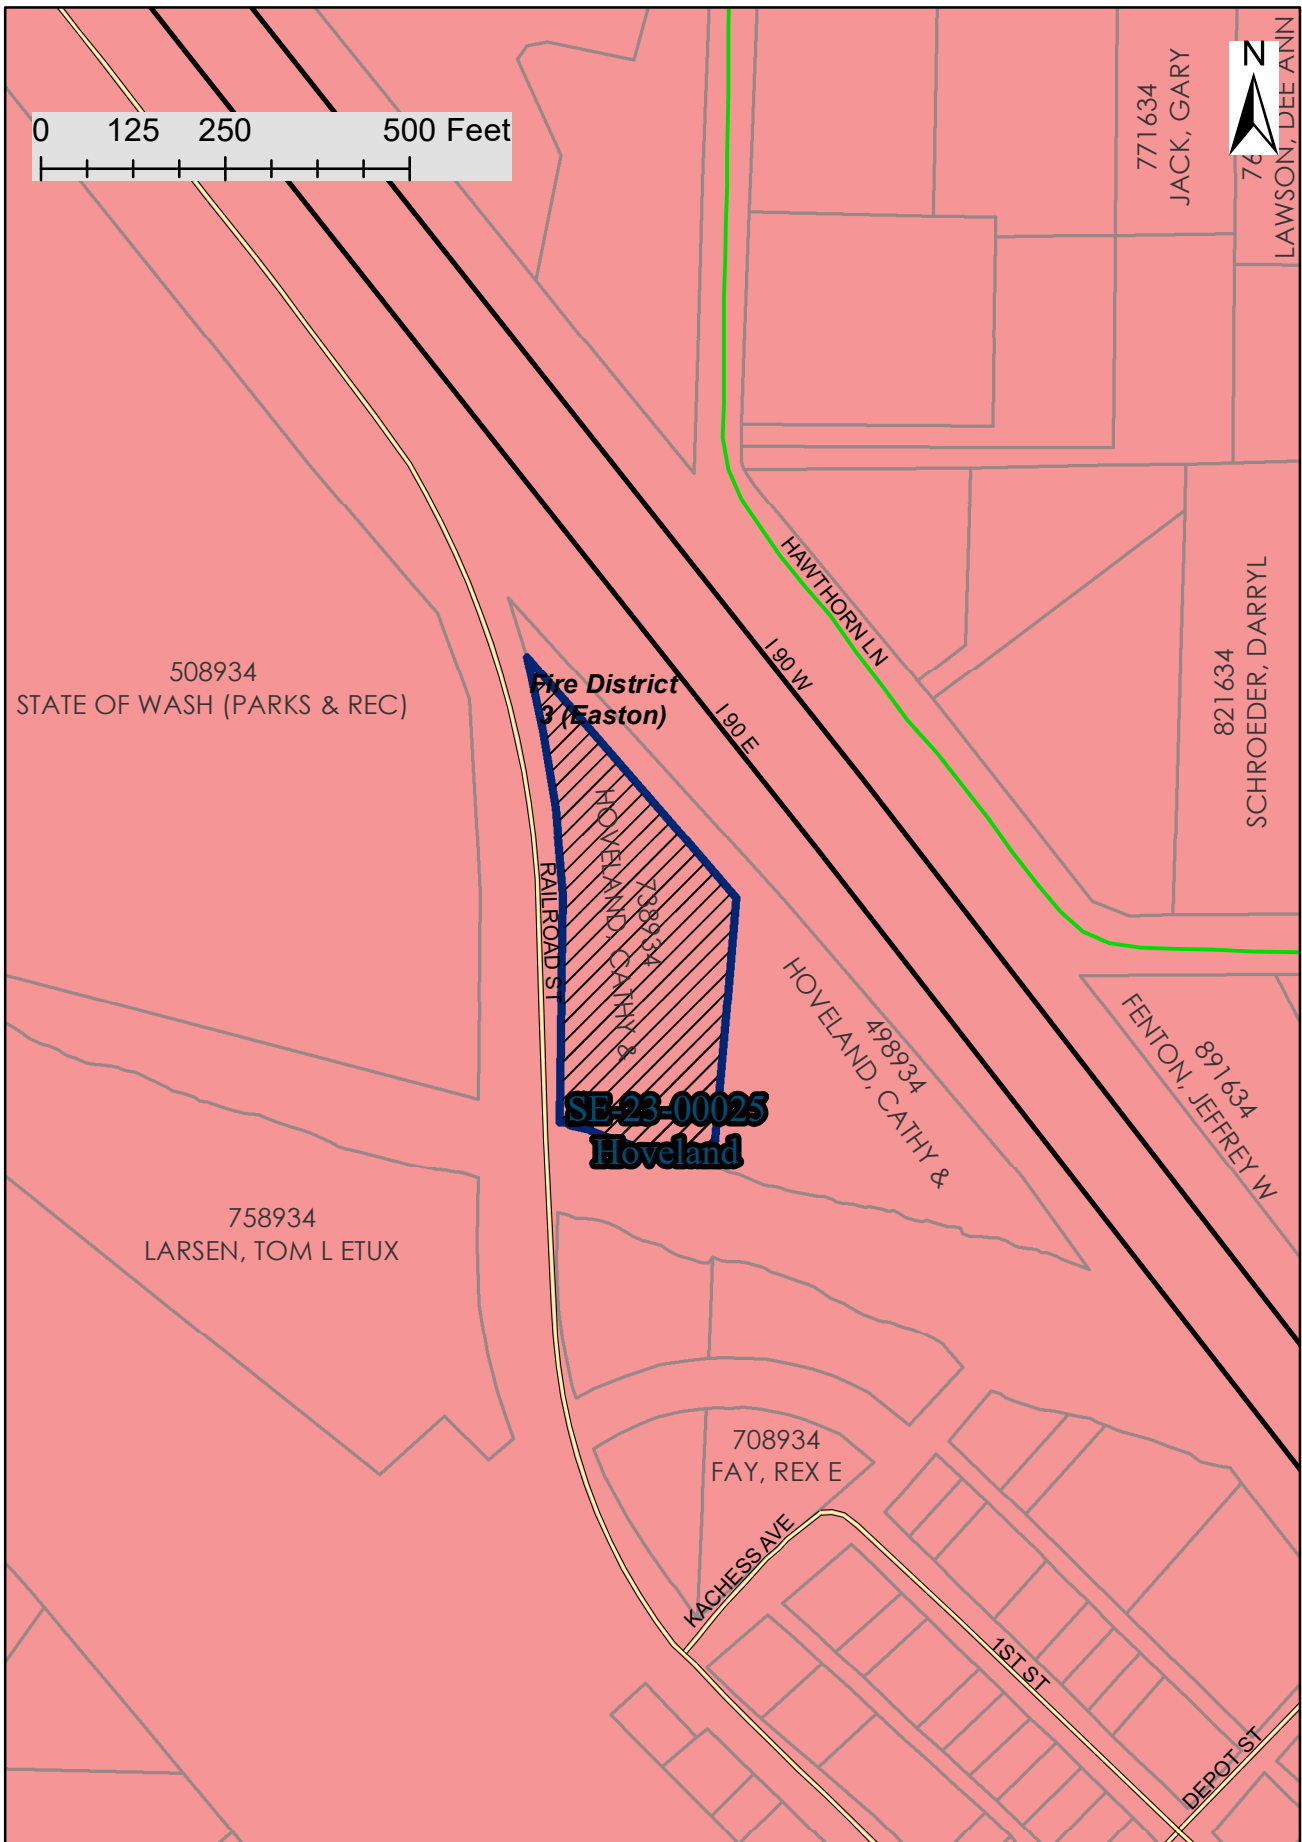 0 125 250 500 Feet
N
771634
JACK, GARY
76
LAWSON, DEE ANN
HAWTHORN LN
I 90 W
I 90 E
821634
SCHROEDER, DARRYL
508934
STATE OF WASH (PARKS & REC)
Fire District
3 (Easton)
738934
HOVELAND, CATHY &
RAILROAD ST
498934
HOVELAND, CATHY &
891634
FENTON, JEFFREY W
SE-23-00025
Hoveland
758934
LARSEN, TOM L ETUX
708934
FAY, REX E
KACHESS AVE
1ST ST
DEPOT ST